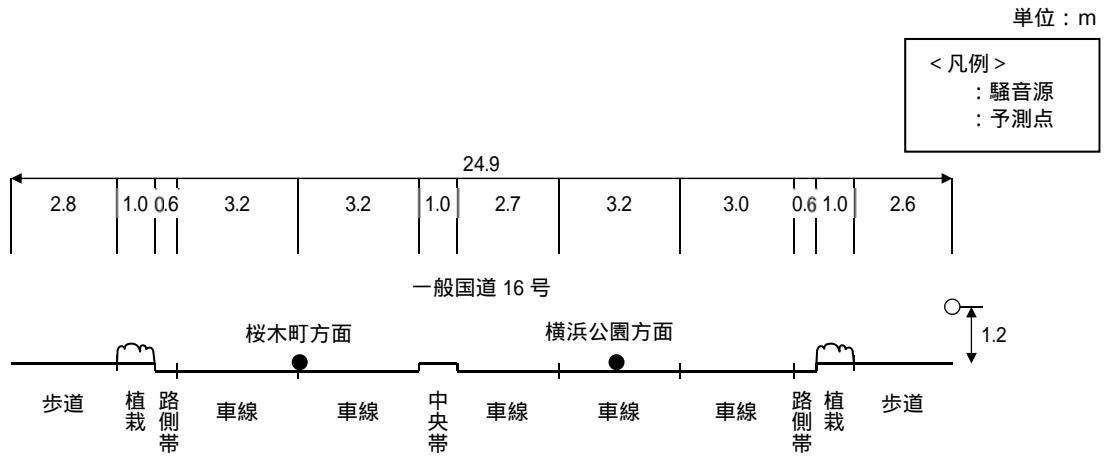 単位：m
<凡例>
：騒音源
：予測点
24.9
2.8 1.0 0.6 3.2 3.2 1.0 2.7 3.2 3.0 0.6 1.0 2.6
一般国道 16 号
桜木町方面 横浜公園方面
1.2
歩道 植栽 路側帯 車線 車線 中央帯 車線 車線 車線 路側帯 植栽 歩道